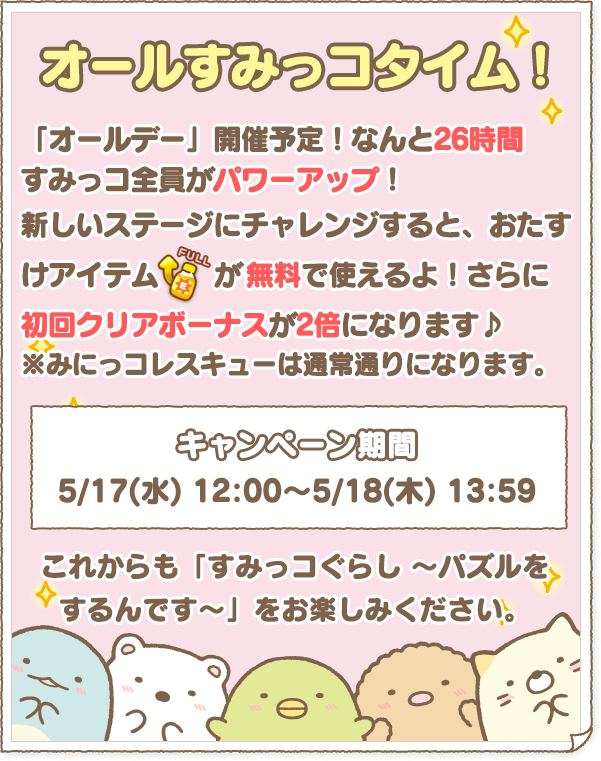 オールすみっコタイム！
「オールデー」開催予定！なんと26時間
すみっコ全員がパワーアップ！
新しいステージにチャレンジすると、おたす
けアイテムFULLが無料で使えるよ！さらに
初回クリアボーナスが2倍になります♪
※みにっコレスキューは通常通りになります。
キャンペーン期間
5/17(水) 12:00～5/18(木) 13:59
これからも「すみっコぐらし ～パズルを
するんです～」をお楽しみください。